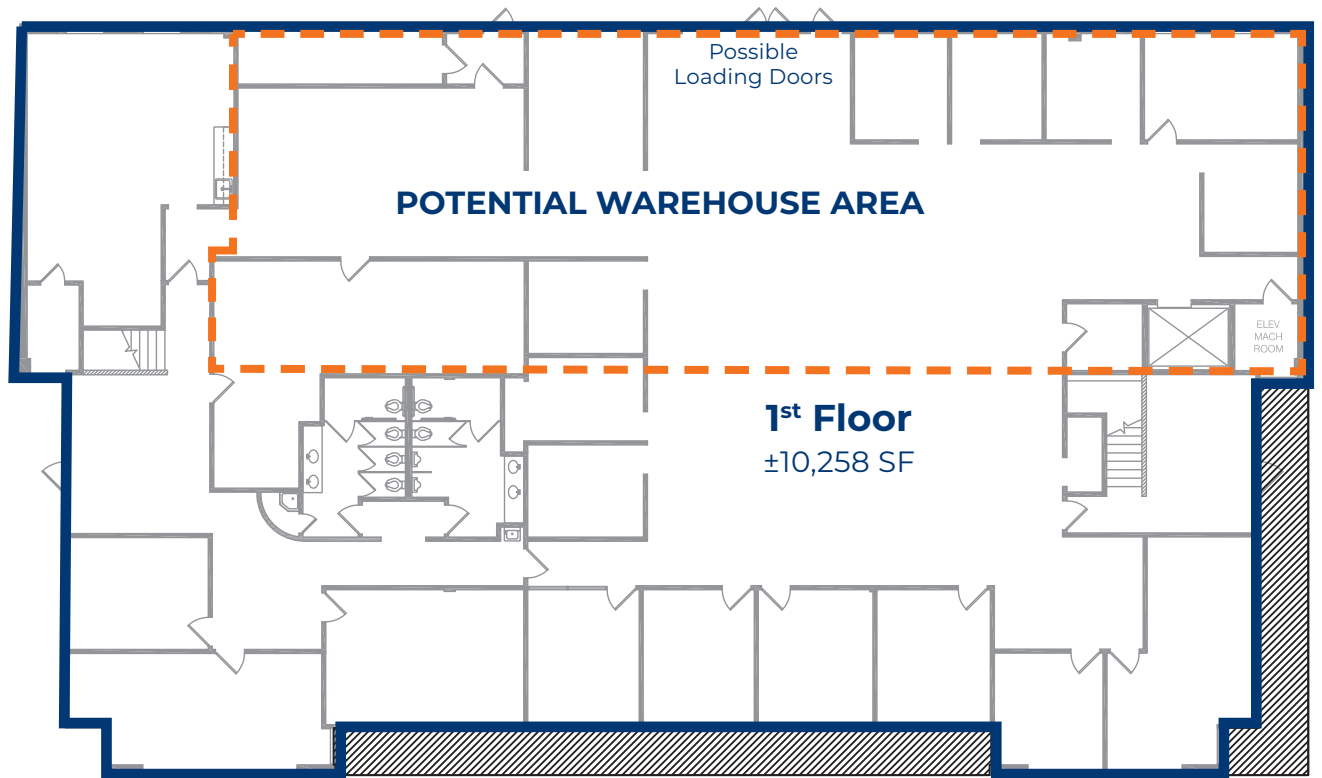 Possible
Loading Doors
POTENTIAL WAREHOUSE AREA
ELEV
MACH
ROOM
1st Floor
±10,258 SF